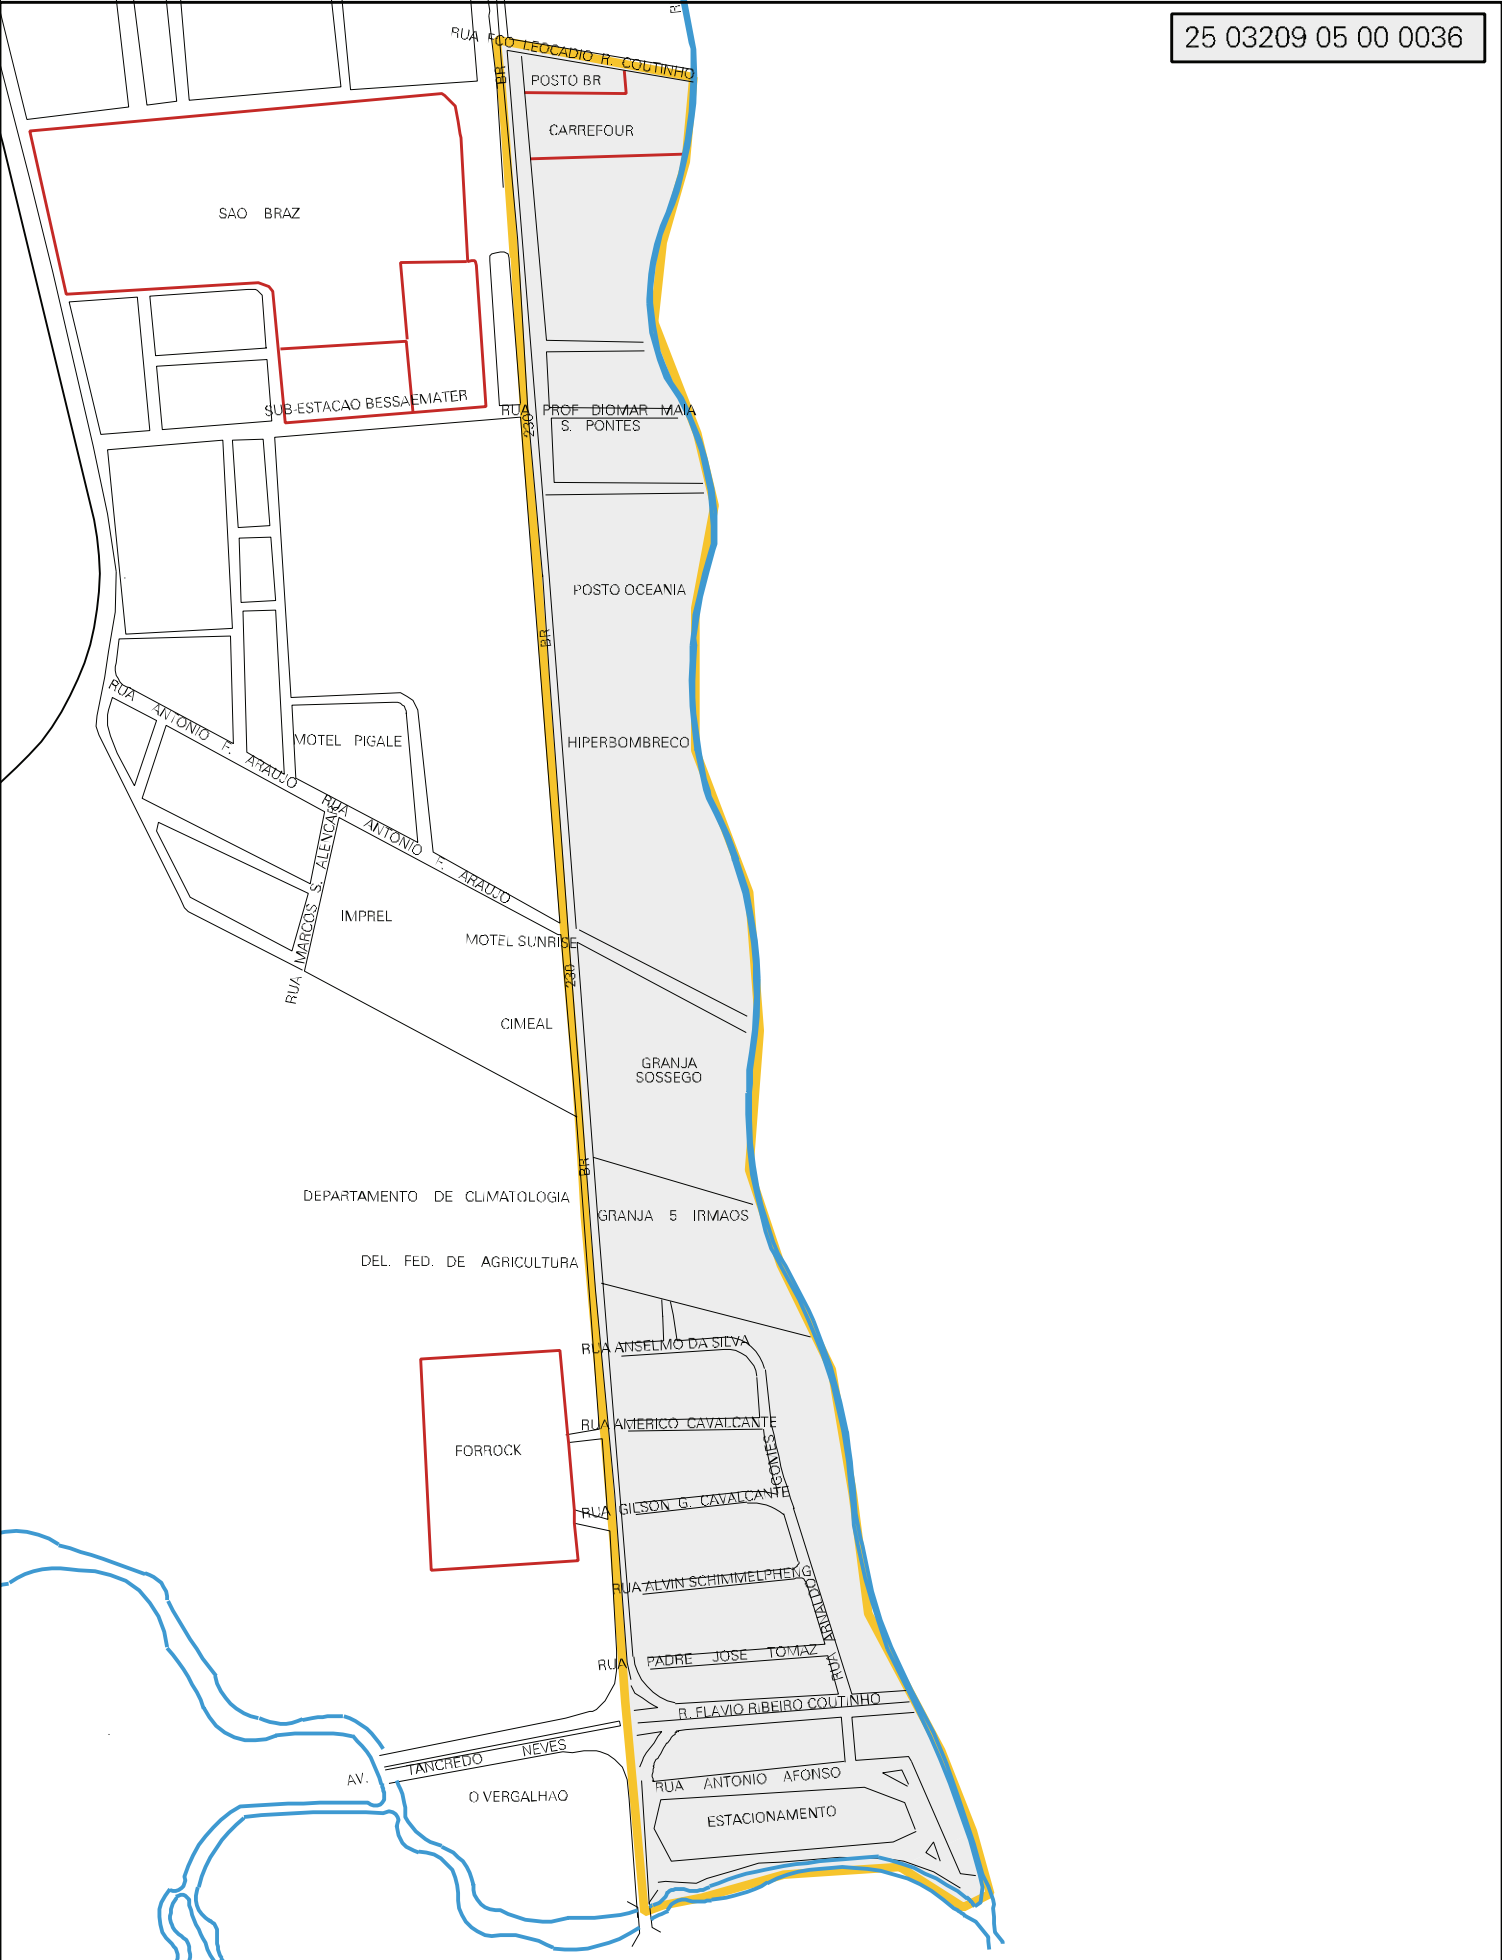 25 03209 05 00 0036
RUA FCO LEOCADIO R. COUTINHO
BR
POSTO BR
CARREFOUR
SAO BRAZ
SUB-ESTACAO BESSAEMATER
RUA PROF DIOMAR MAIA
S. PONTES
230
POSTO OCEANIA
BR
RUA ANTONIO F. ARAUJO
MOTEL PIGALE
HIPERBOMBRECO
RUA ANTONIO F. ARAUJO
RUA MARCOS S. ALENCAR
IMPREL
MOTEL SUNRISE
230
CIMEAL
GRANJA
SOSSEGO
BR
DEPARTAMENTO DE CLIMATOLOGIA
GRANJA 5 IRMAOS
DEL. FED. DE AGRICULTURA
RUA ANSELMO DA SILVA
RUA AMERICO CAVALCANTE
FORROCK
RUA GILSON G. CAVALCANTE
RUA ALVIN SCHIMMELPHENG
RUA ARNALDO
RUA PADRE JOSE TOMAZ
R. FLAVIO RIBEIRO COUTINHO
AV. TANCREDO NEVES
RUA ANTONIO AFONSO
O VERGALHAO
ESTACIONAMENTO